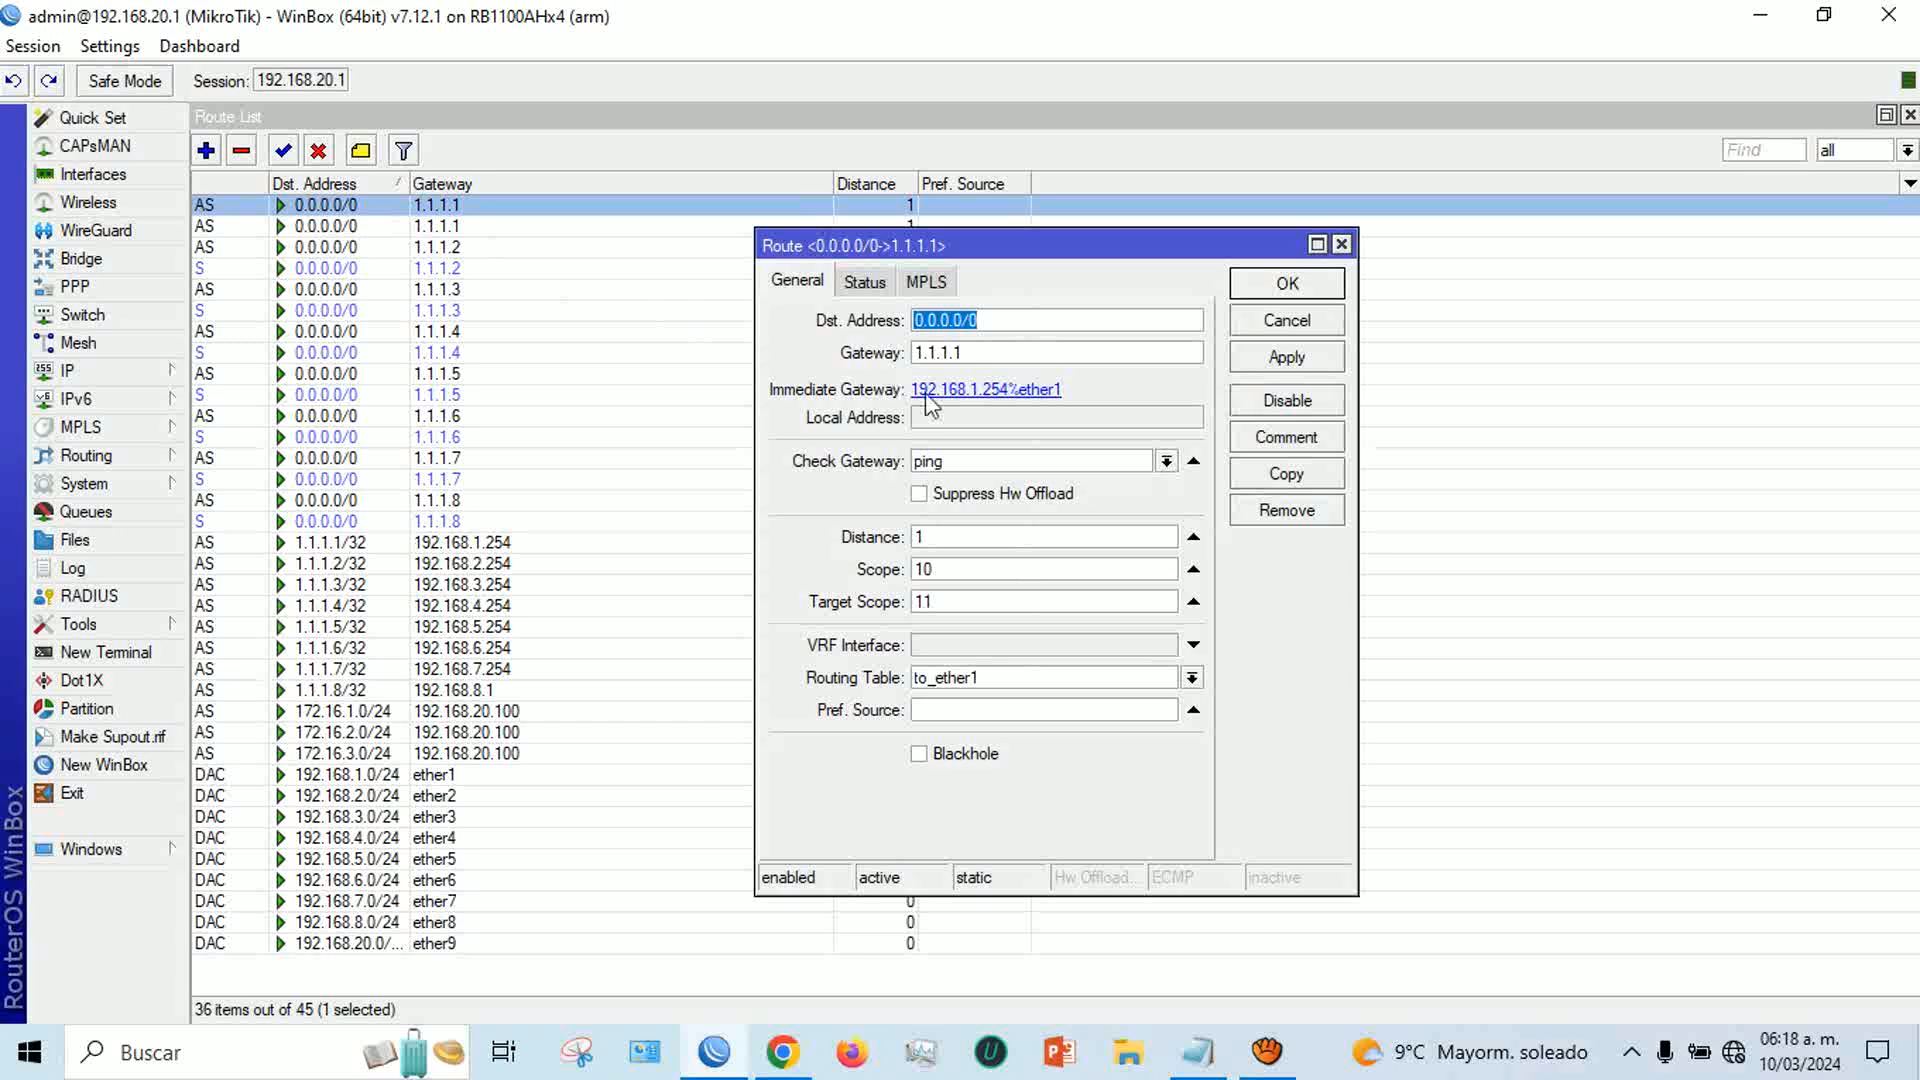 admin@192.168.20.1 (MikroTik) - WinBox (64bit) v7.12.1 on RB1100AHx4 (arm)
Session Settings Dashboard
Safe Mode Session: 192.168.20.1
Quick Set
CAPsMAN
Interfaces
Wireless
WireGuard
Bridge
PPP
Switch
Mesh
IP
IPv6
MPLS
Routing
System
Queues
Files
Log
RADIUS
Tools
New Terminal
Dot1X
Partition
Make Supout.rif
New WinBox
Exit
Windows
RouterOS WinBox
Route List
Find all
Dst. Address Gateway Distance Pref. Source
AS 0.0.0.0/0 1.1.1.1 1
AS 0.0.0.0/0 1.1.1.1 1
AS 0.0.0.0/0 1.1.1.2
S 0.0.0.0/0 1.1.1.2
AS 0.0.0.0/0 1.1.1.3
S 0.0.0.0/0 1.1.1.3
AS 0.0.0.0/0 1.1.1.4
S 0.0.0.0/0 1.1.1.4
AS 0.0.0.0/0 1.1.1.5
S 0.0.0.0/0 1.1.1.5
AS 0.0.0.0/0 1.1.1.6
S 0.0.0.0/0 1.1.1.6
AS 0.0.0.0/0 1.1.1.7
S 0.0.0.0/0 1.1.1.7
AS 0.0.0.0/0 1.1.1.8
S 0.0.0.0/0 1.1.1.8
AS 1.1.1.1/32 192.168.1.254
AS 1.1.1.2/32 192.168.2.254
AS 1.1.1.3/32 192.168.3.254
AS 1.1.1.4/32 192.168.4.254
AS 1.1.1.5/32 192.168.5.254
AS 1.1.1.6/32 192.168.6.254
AS 1.1.1.7/32 192.168.7.254
AS 1.1.1.8/32 192.168.8.1
AS 172.16.1.0/24 192.168.20.100
AS 172.16.2.0/24 192.168.20.100
AS 172.16.3.0/24 192.168.20.100
DAC 192.168.1.0/24 ether1
DAC 192.168.2.0/24 ether2
DAC 192.168.3.0/24 ether3
DAC 192.168.4.0/24 ether4
DAC 192.168.5.0/24 ether5
DAC 192.168.6.0/24 ether6
DAC 192.168.7.0/24 ether7 0
DAC 192.168.8.0/24 ether8 0
DAC 192.168.20.0/... ether9 0
36 items out of 45 (1 selected)
Route <0.0.0.0/0->1.1.1.1>
General Status MPLS
Dst. Address: 0.0.0.0/0
Gateway: 1.1.1.1
Immediate Gateway: 192.168.1.254%ether1
Local Address:
Check Gateway: ping
Suppress Hw Offload
Distance: 1
Scope: 10
Target Scope: 11
VRF Interface:
Routing Table: to_ether1
Pref. Source:
Blackhole
enabled active static Hw Offload... ECMP inactive
OK
Cancel
Apply
Disable
Comment
Copy
Remove
Buscar
9°C Mayorm. soleado
06:18 a. m.
10/03/2024